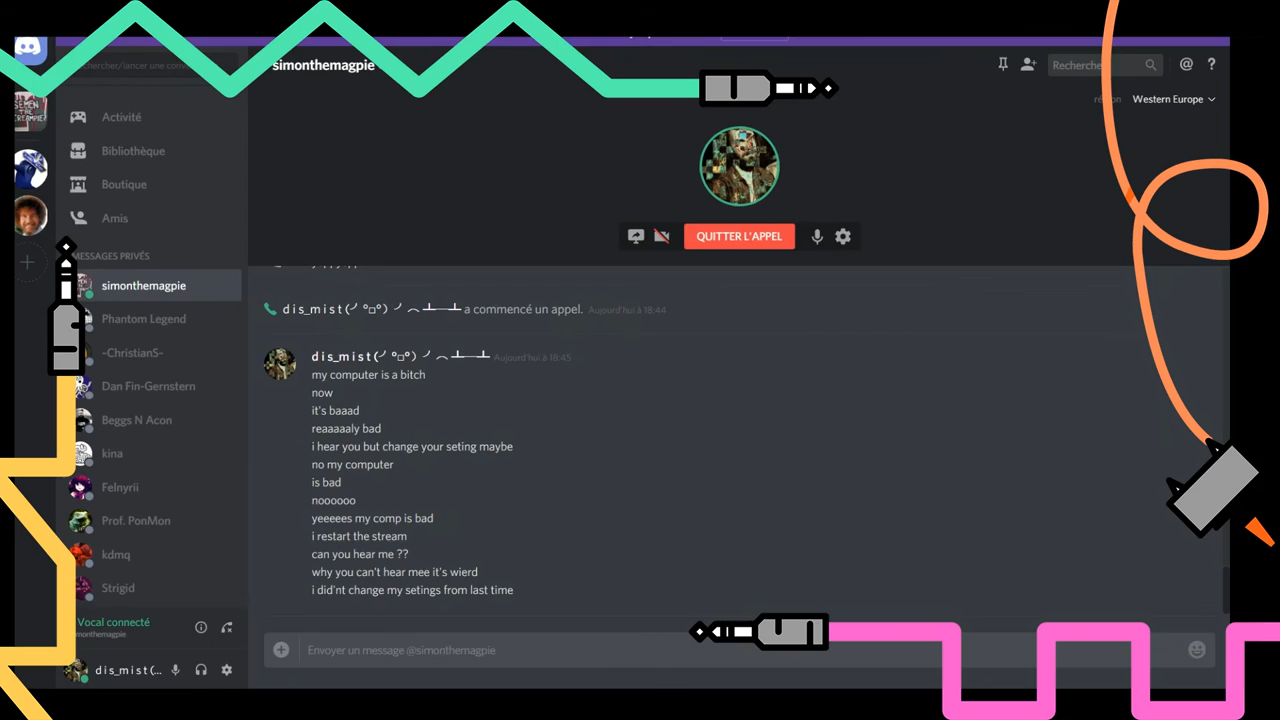 simonthemagpie
Recherche
@
?
Western Europe
Activité
Bibliothèque
Boutique
Amis
QUITTER L'APPEL
MESSAGES PRIVÉS
simonthemagpie
Phantom Legend
-ChristianS-
Dan Fin-Gernstern
Beggs N Acon
kina
Felnyrii
Prof. PonMon
kdmq
Strigid
Vocal connecté
dis_mist(...
dis_mist(╯°□°）╯︵ ┻━┻ a commencé un appel. Aujourd'hui à 18:44
dis_mist(╯°□°）╯︵ ┻━┻ Aujourd'hui à 18:45
my computer is a bitch
now
it's baaad
reaaaaaly bad
i hear you but change your seting maybe
no my computer
is bad
noooooo
yeeeees my comp is bad
i restart the stream
can you hear me ??
why you can't hear mee it's wierd
i did'nt change my setings from last time
Envoyer un message @simonthemagpie